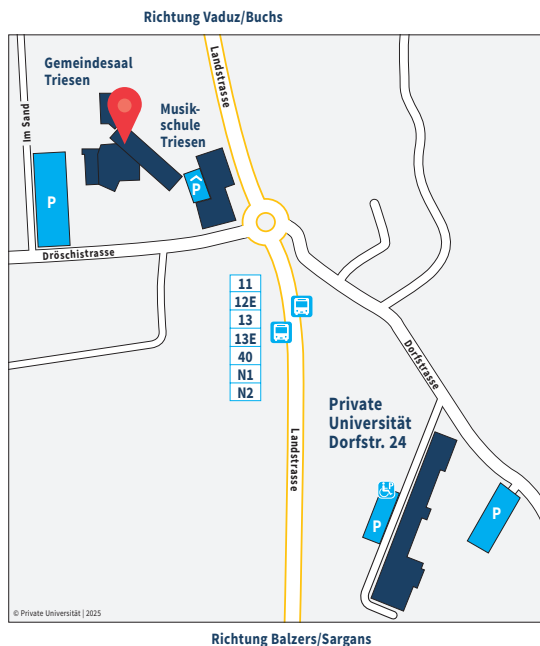 Richtung Vaduz/Buchs
Gemeindesaal
Triesen
Landstrasse
Im Sand
Musik-
schule
Triesen
P
P
Dröschistrasse
11
12E
13
13E
40
N1
N2
Dorfstrasse
Private
Universität
Dorfstr. 24
Landstrasse
P
P
P
© Private Universität | 2025
Richtung Balzers/Sargans